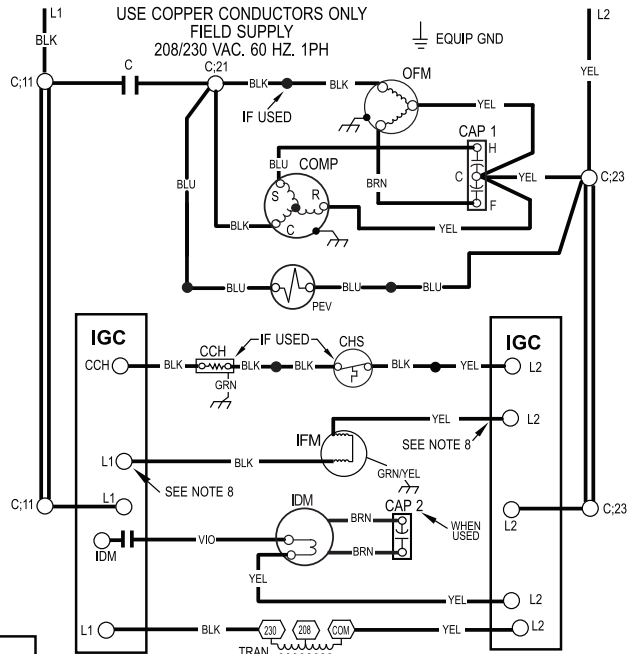 L1
USE COPPER CONDUCTORS ONLY
FIELD SUPPLY
208/230 VAC. 60 HZ. 1PH
EQUIP GND
L2
BLK
C;11
C
C;21
BLK
BLK
IF USED
OFM
YEL
YEL
CAP 1
H
BLU
COMP
BRN
C
YEL
C;23
BLU
S
R
F
BLK
C
YEL
BLU
BLU
BLU
PEV
IGC
IGC
IF USED
CHS
CCH
CCH
BLK
BLK
BLK
BLK
YEL
L2
GRN
YEL
L2
IFM
SEE NOTE 8
L1
BLK
GRN/YEL
SEE NOTE 8
C;11
L1
IDM
CAP 2
WHEN
USED
L2
C;23
BRN
IDM
VIO
BRN
YEL
YEL
L2
L1
BLK
230
208
COM
YEL
L2
TRAN